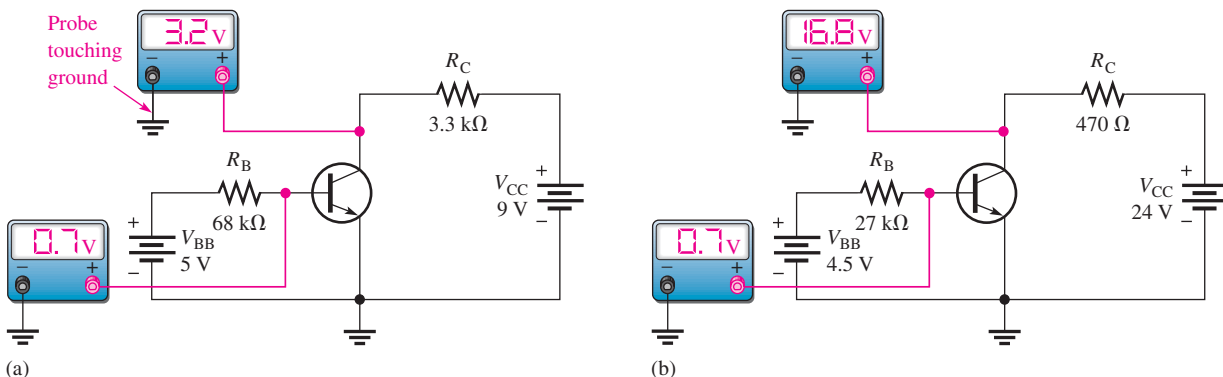 Probe
touching
ground
3.2 V
− +
R_C
3.3 kΩ
R_B
68 kΩ
+
V_CC
9 V
−
0.7 V
− +
+
V_BB
5 V
−
(a)
16.8 V
− +
R_C
470 Ω
R_B
27 kΩ
+
V_CC
24 V
−
0.7 V
− +
+
V_BB
4.5 V
−
(b)